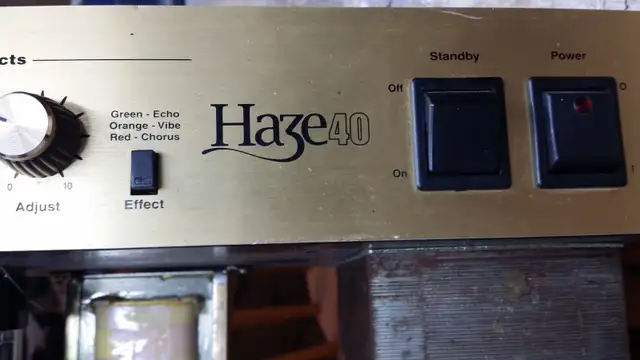 cts
Standby
Power
Off
O
Green - Echo
Orange - Vibe
Red - Chorus
Haze40
On
I
0
10
Adjust
Effect